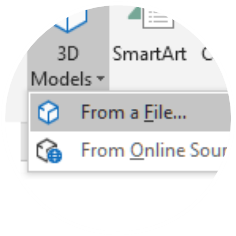 3D
Models
SmartArt
From a File...
From Online Sour